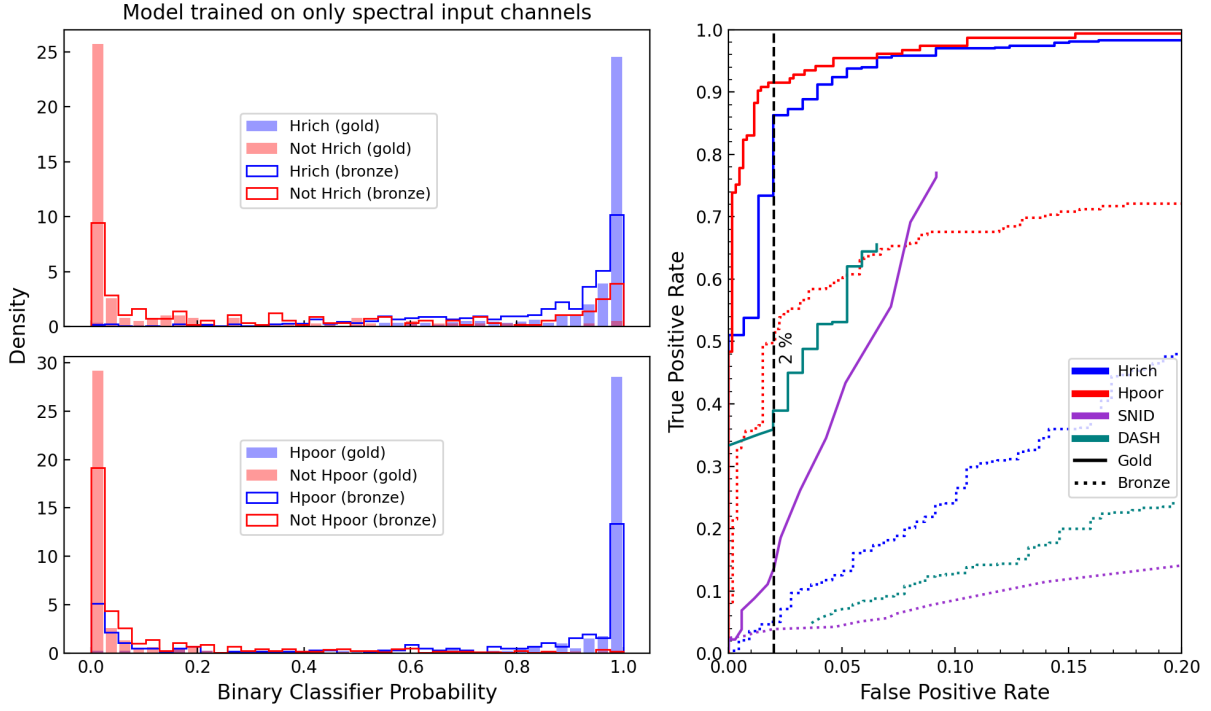 Model trained on only spectral input channels
25
20
15
10
5
0
Hrich (gold)
Not Hrich (gold)
Hrich (bronze)
Not Hrich (bronze)
Density
30
25
20
15
10
5
0
Hpoor (gold)
Not Hpoor (gold)
Hpoor (bronze)
Not Hpoor (bronze)
0.0 0.2 0.4 0.6 0.8 1.0
Binary Classifier Probability
True Positive Rate
1.0
0.9
0.8
0.7
0.6
0.5
0.4
0.3
0.2
0.1
0.0
2 %
Hrich
Hpoor
SNID
DASH
Gold
Bronze
0.00 0.05 0.10 0.15 0.20
False Positive Rate